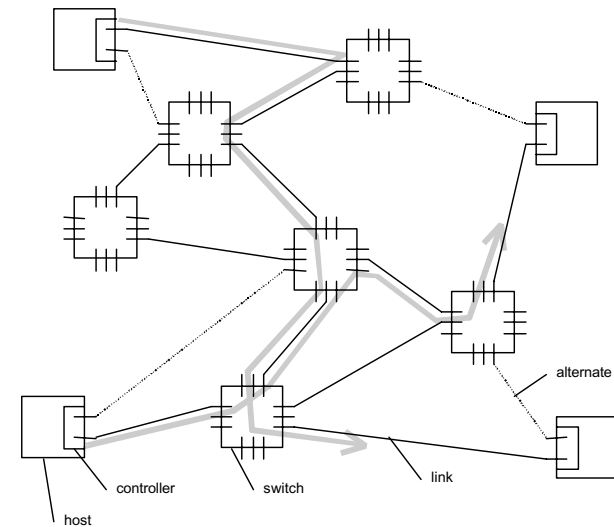 alternate
link
controller
switch
host